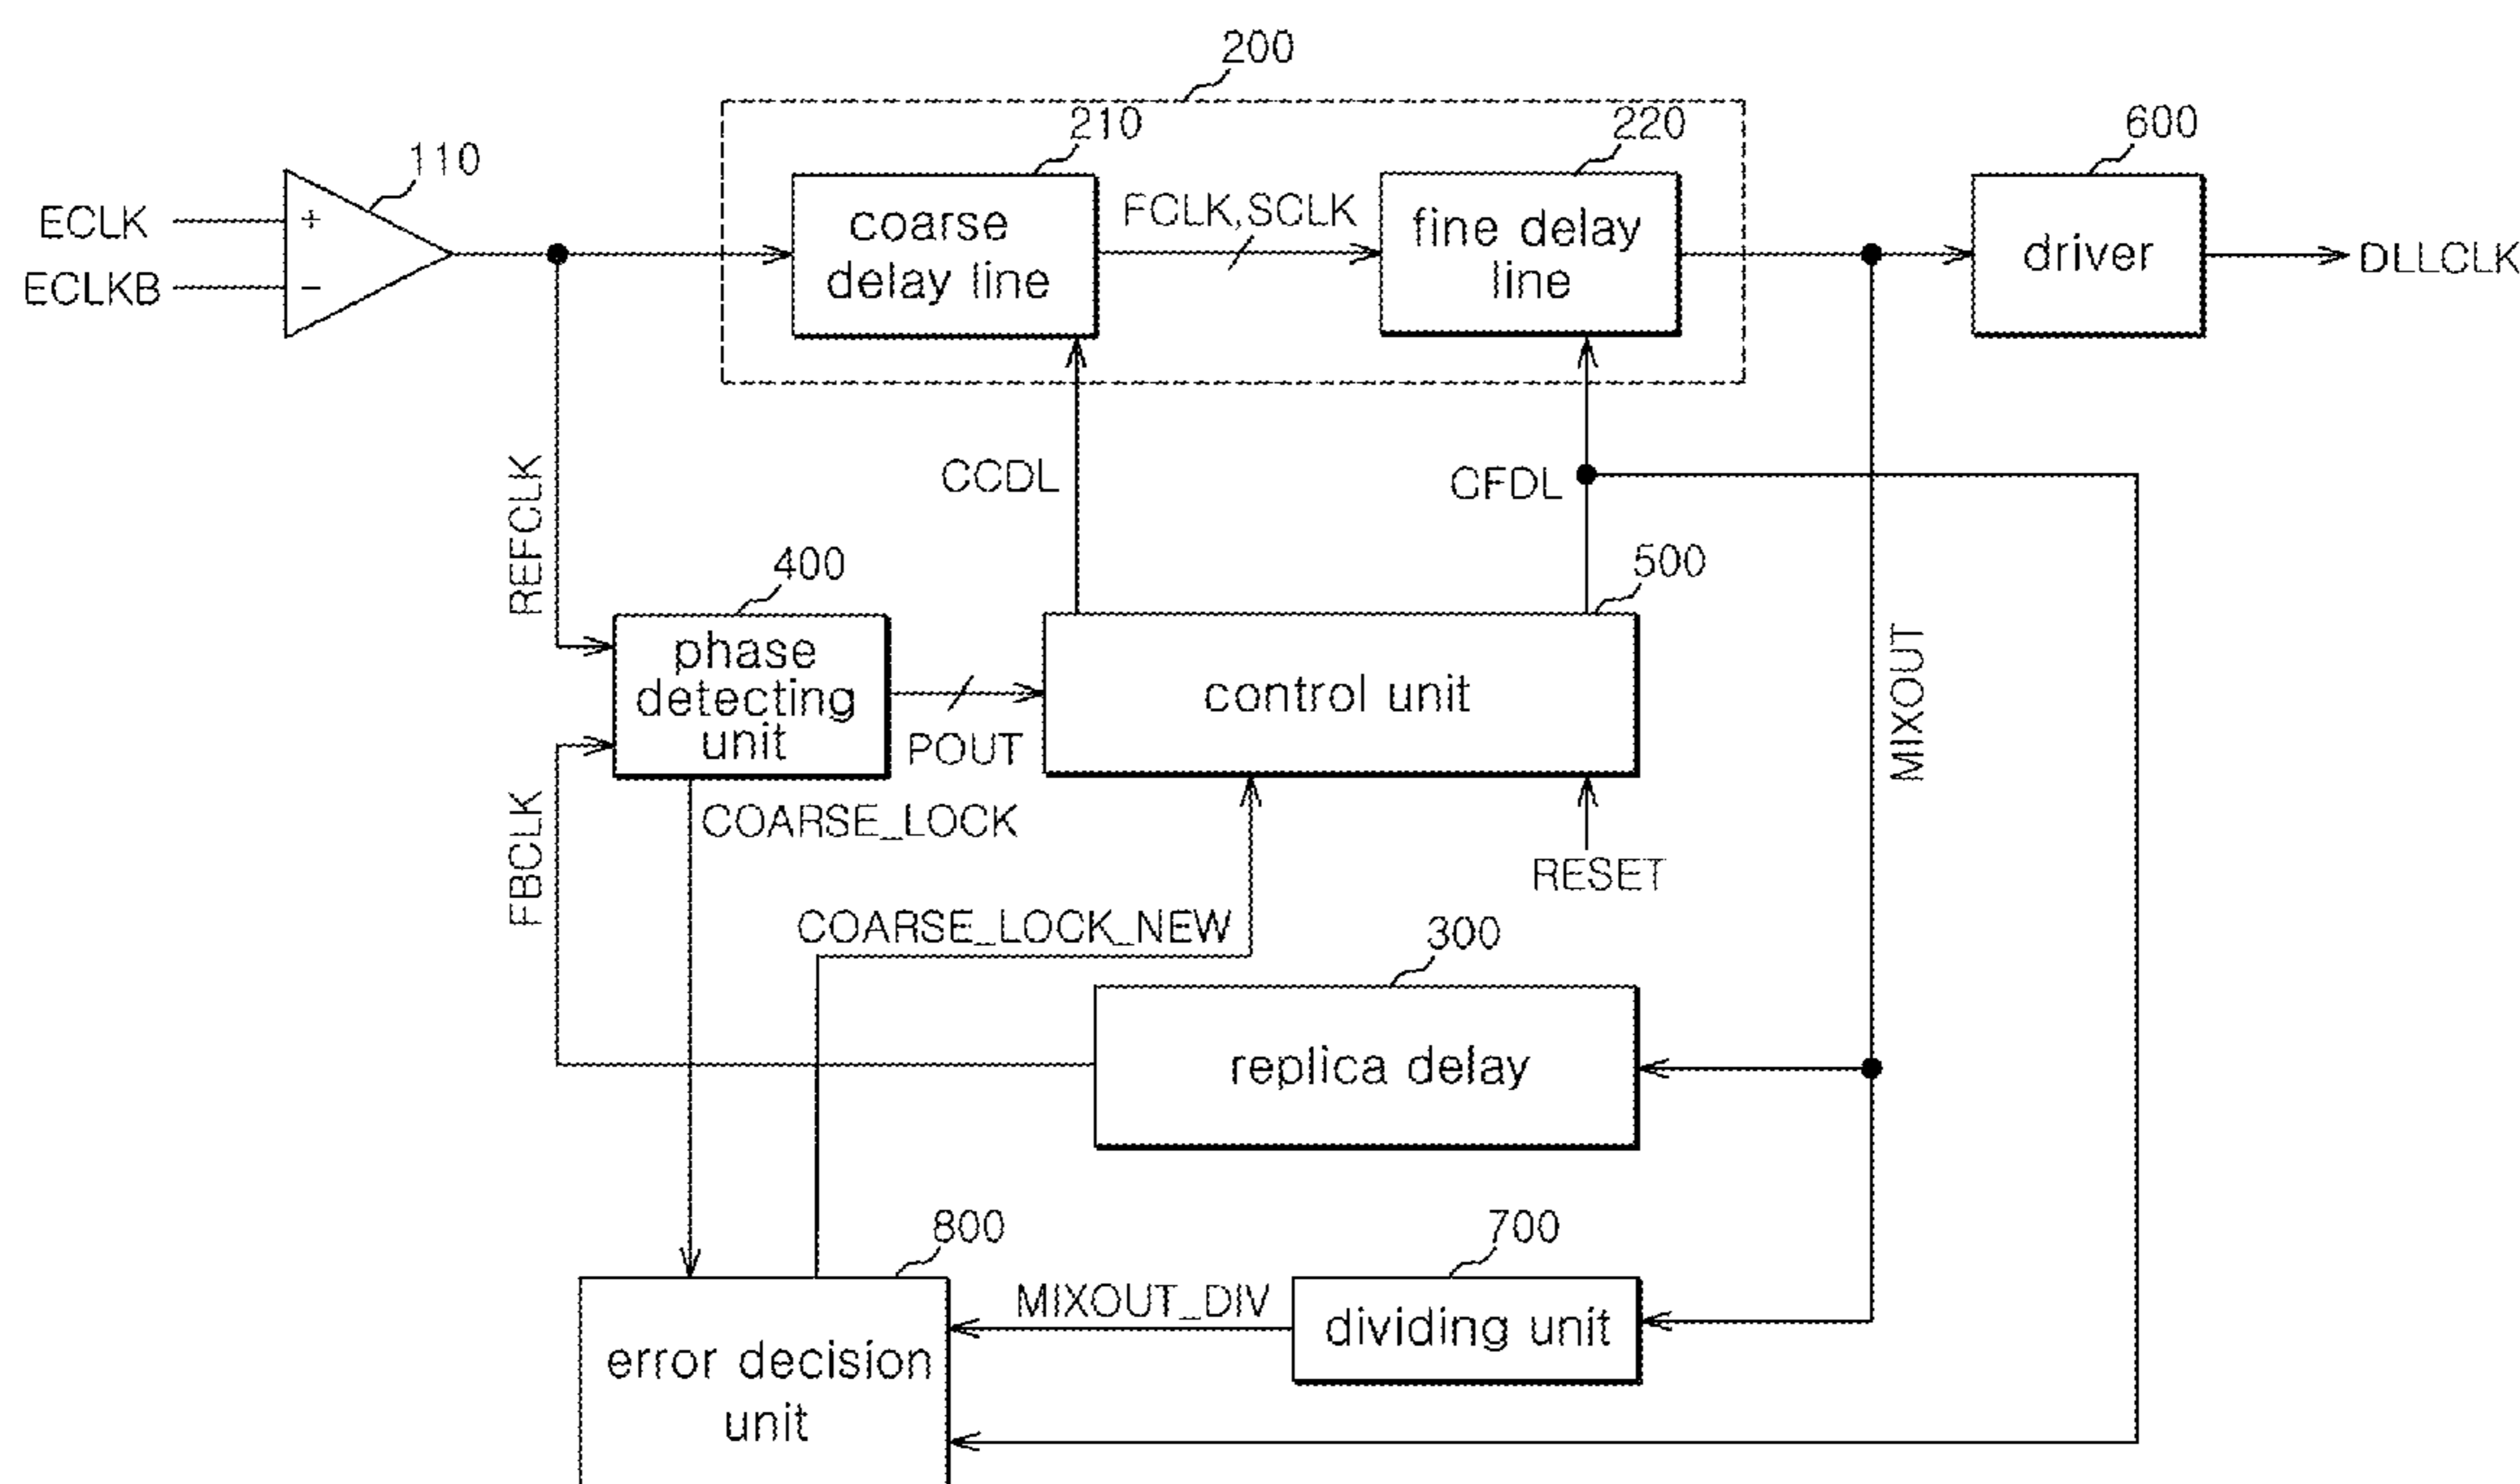 200
210
220
600
110
ECLK
+
ECLKB
−
coarse
delay line
FCLK,SCLK
fine delay
line
driver
DLLCLK
REFCLK
CCDL
CFDL
400
500
phase
detecting
unit
POUT
control unit
MIXOUT
FBCLK
COARSE_LOCK
RESET
COARSE_LOCK_NEW
300
replica delay
800
700
MIXOUT_DIV
dividing unit
error decision
unit